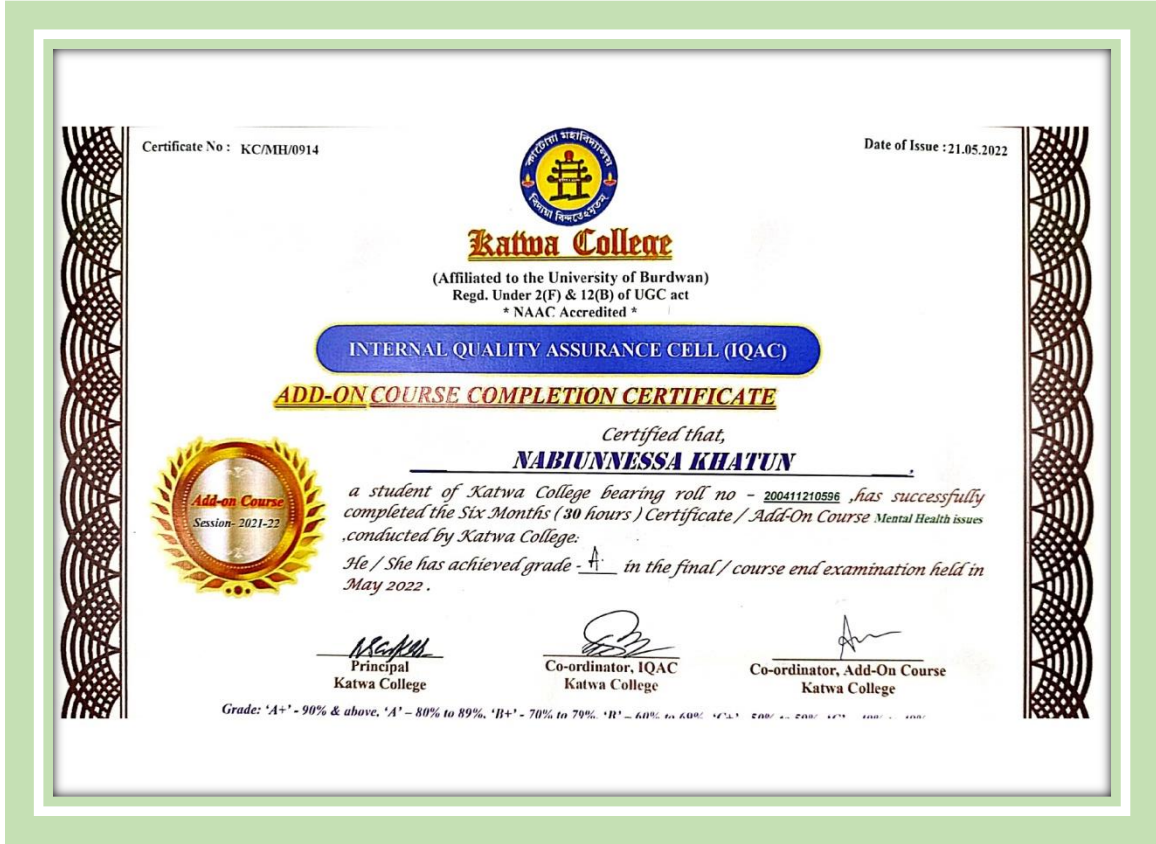 Certificate No : KC/MH/0914
Date of Issue :21.05.2022
কাটোয়া মহাবিদ্যালয়
বিদ্যয়া বিন্দতেঽমৃতম্
Katwa College
(Affiliated to the University of Burdwan)
Regd. Under 2(F) & 12(B) of UGC act
* NAAC Accredited *
INTERNAL QUALITY ASSURANCE CELL (IQAC)
ADD-ON COURSE COMPLETION CERTIFICATE
Certified that,
NABIUNNESSA KHATUN.
Add-on Course
Session- 2021-22
a student of Katwa College bearing roll no - 200411210596 ,has successfully
completed the Six Months ( 30 hours ) Certificate / Add-On Course Mental Health issues
,conducted by Katwa College:
He / She has achieved grade - A in the final / course end examination held in
May 2022 .
Principal
Katwa College
Co-ordinator, IQAC
Katwa College
Co-ordinator, Add-On Course
Katwa College
Grade: 'A+' - 90% & above, 'A' – 80% to 89%, 'B+' - 70% to 79%, 'B' – 60% to 69%